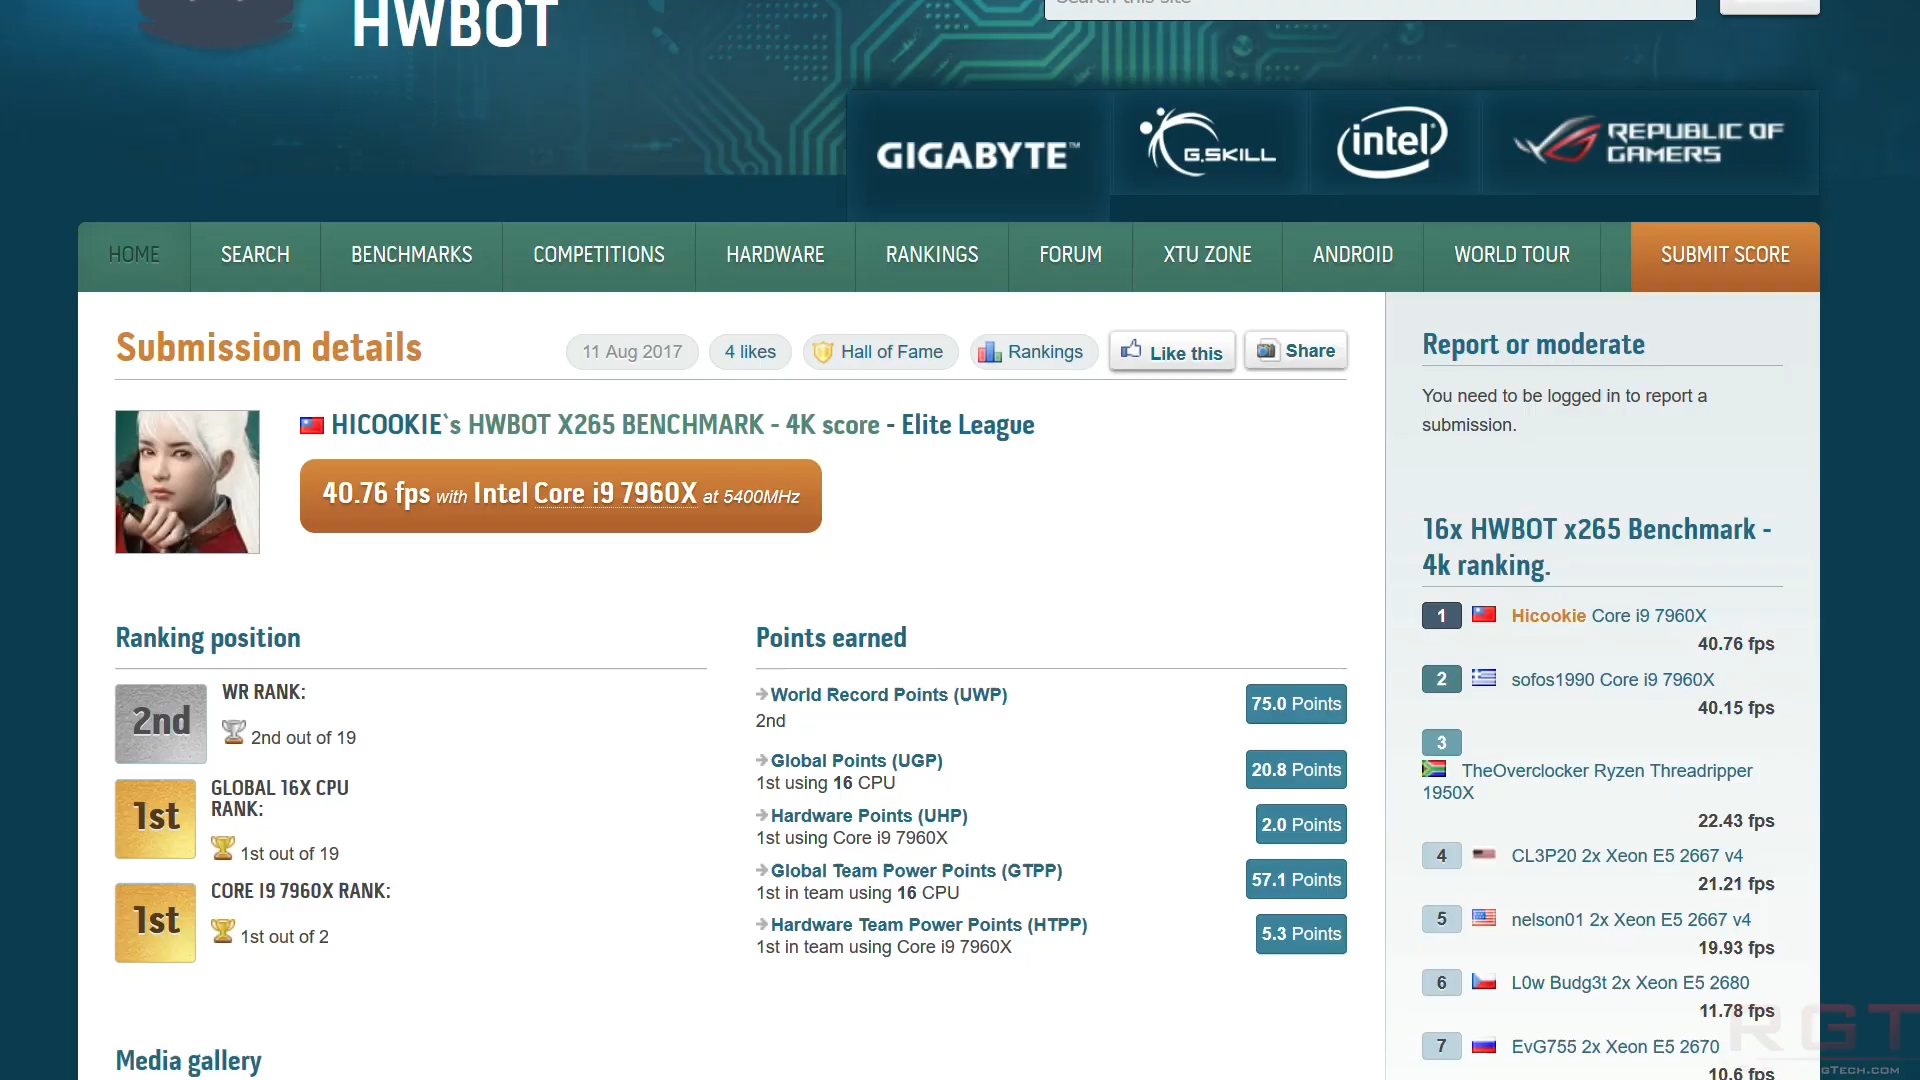 HWBOT
Search this site
GIGABYTE™
G.SKILL
intel
REPUBLIC OF
GAMERS
HOME SEARCH BENCHMARKS COMPETITIONS HARDWARE RANKINGS FORUM XTU ZONE ANDROID WORLD TOUR SUBMIT SCORE
Submission details
11 Aug 2017 4 likes Hall of Fame Rankings Like this Share
HICOOKIE`s HWBOT X265 BENCHMARK - 4K score - Elite League
40.76 fps with Intel Core i9 7960X at 5400MHz
Ranking position
2nd
WR RANK:
2nd out of 19
1st
GLOBAL 16X CPU
RANK:
1st out of 19
1st
CORE I9 7960X RANK:
1st out of 2
Points earned
World Record Points (UWP)
2nd
75.0 Points
Global Points (UGP)
1st using 16 CPU
20.8 Points
Hardware Points (UHP)
1st using Core i9 7960X
2.0 Points
Global Team Power Points (GTPP)
1st in team using 16 CPU
57.1 Points
Hardware Team Power Points (HTPP)
1st in team using Core i9 7960X
5.3 Points
Media gallery
Report or moderate
You need to be logged in to report a
submission.
16x HWBOT x265 Benchmark -
4k ranking.
1 Hicookie Core i9 7960X
40.76 fps
2 sofos1990 Core i9 7960X
40.15 fps
3
TheOverclocker Ryzen Threadripper
1950X
22.43 fps
4 CL3P20 2x Xeon E5 2667 v4
21.21 fps
5 nelson01 2x Xeon E5 2667 v4
19.93 fps
6 L0w Budg3t 2x Xeon E5 2680
11.78 fps
7 EvG755 2x Xeon E5 2670
10.6 fps
RGT